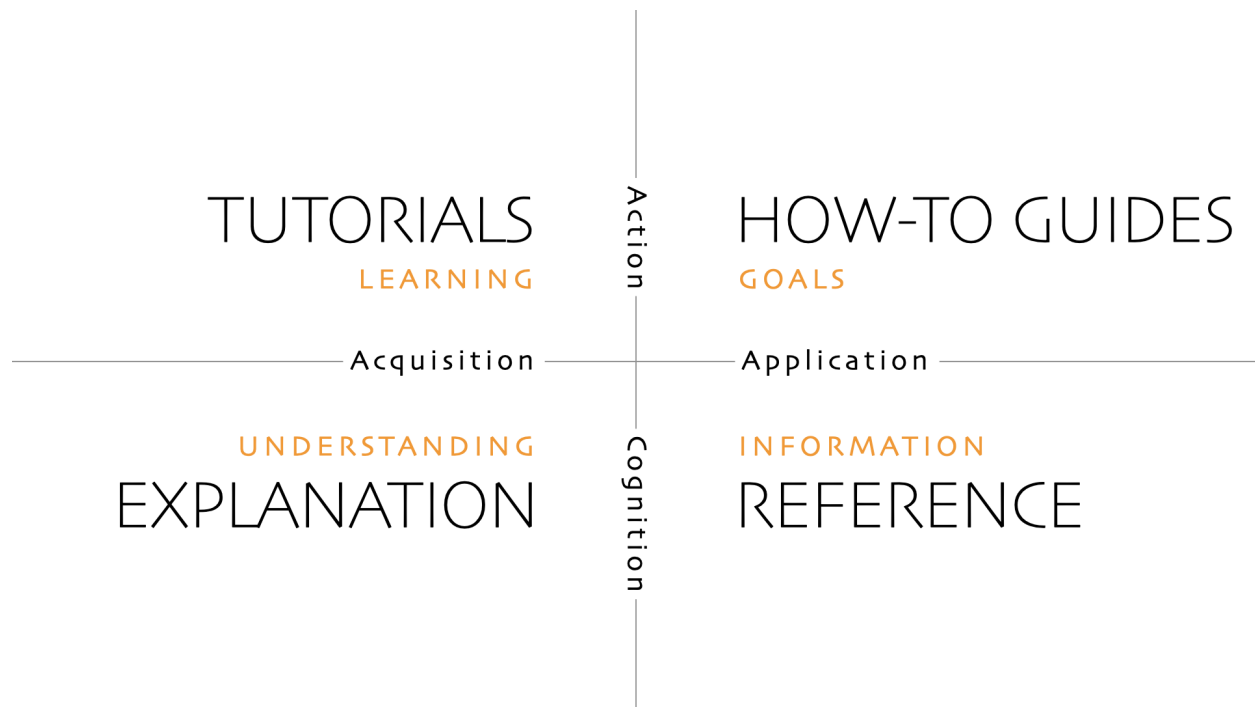 TUTORIALS
LEARNING
Action
HOW-TO GUIDES
GOALS
Acquisition
Application
UNDERSTANDING
EXPLANATION
Cognition
INFORMATION
REFERENCE